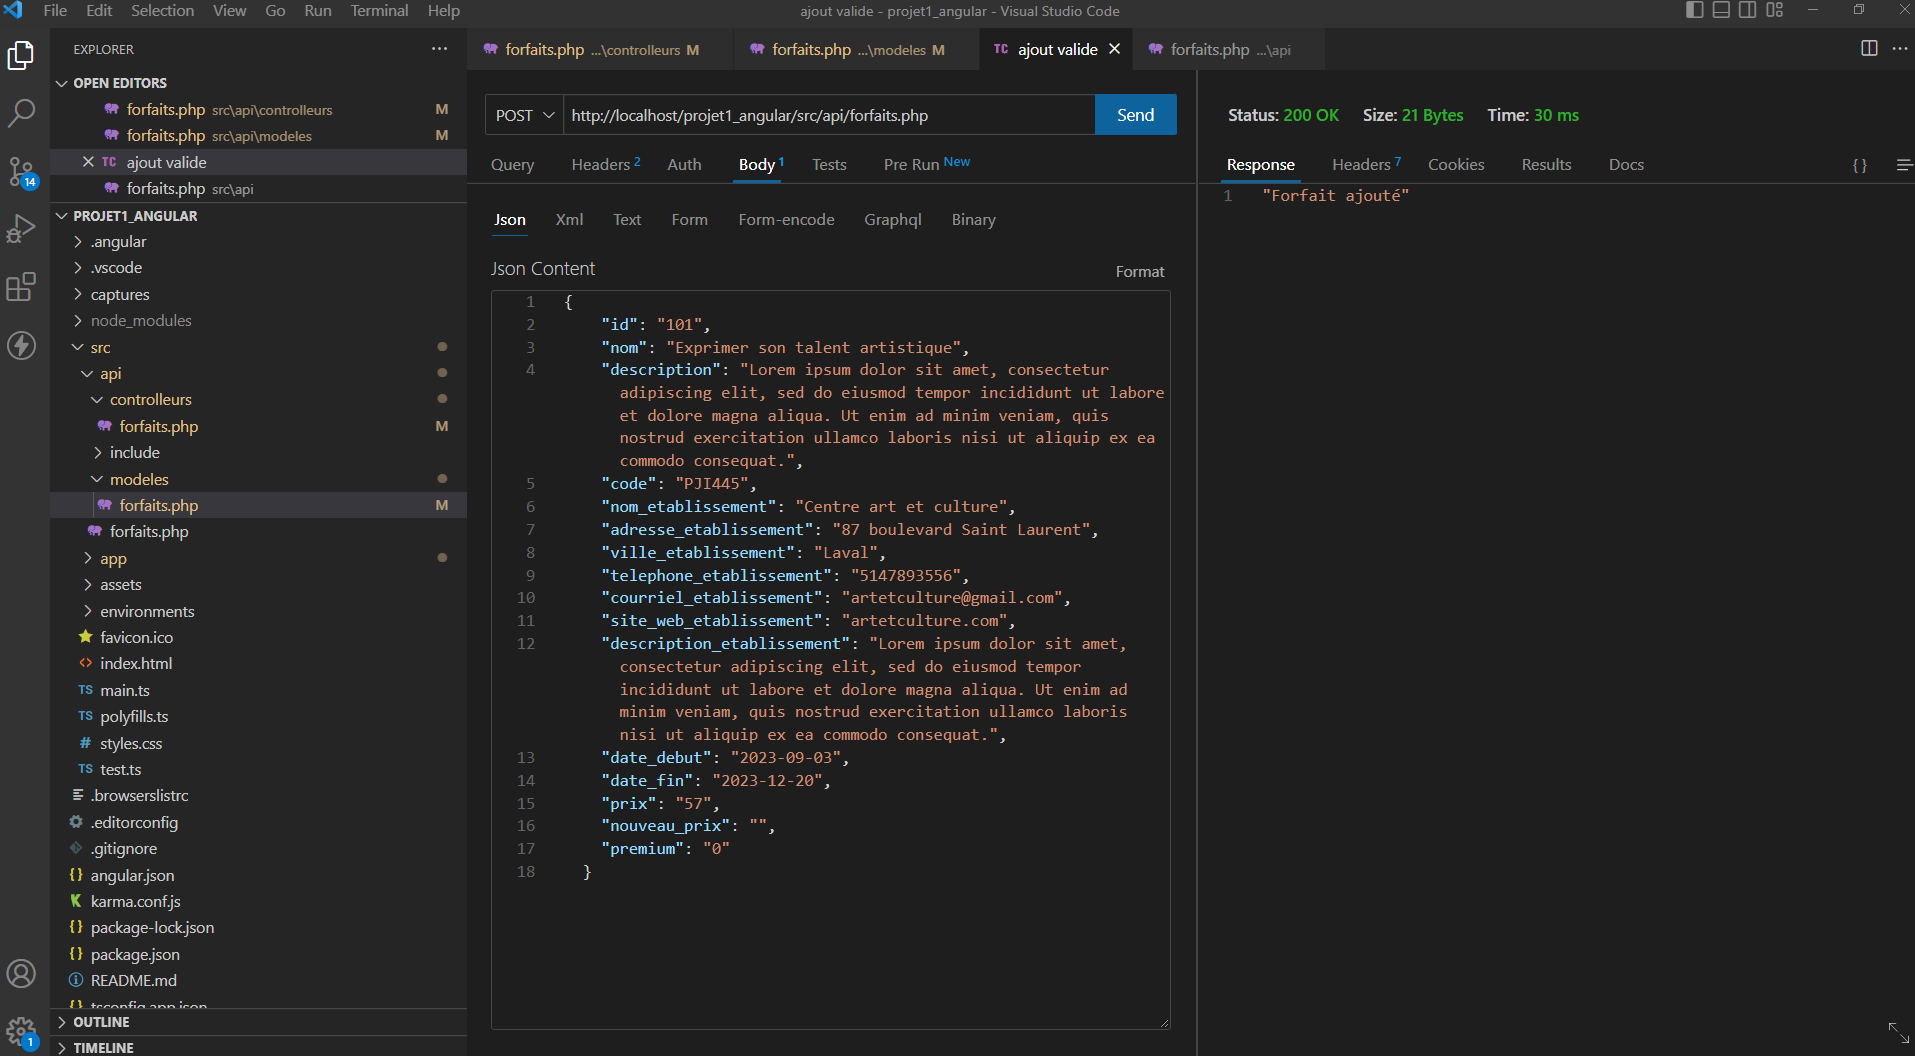 File Edit Selection View Go Run Terminal Help
ajout valide - projet1_angular - Visual Studio Code
EXPLORER
OPEN EDITORS
forfaits.php src\api\controlleurs M
forfaits.php src\api\modeles M
TC ajout valide
forfaits.php src\api
PROJET1_ANGULAR
.angular
.vscode
captures
node_modules
src
api
controlleurs
forfaits.php M
include
modeles
forfaits.php M
forfaits.php
app
assets
environments
favicon.ico
<> index.html
TS main.ts
TS polyfills.ts
# styles.css
TS test.ts
.browserslistrc
.editorconfig
.gitignore
{} angular.json
karma.conf.js
{} package-lock.json
{} package.json
README.md
{} tsconfig.app.json
OUTLINE
TIMELINE
14
1
forfaits.php ...\controlleurs M
forfaits.php ...\modeles M
TC ajout valide
forfaits.php ...\api
POST http://localhost/projet1_angular/src/api/forfaits.php Send
Query Headers 2 Auth Body 1 Tests Pre Run New
Json Xml Text Form Form-encode Graphql Binary
Json Content
Format
1 {
2 "id": "101",
3 "nom": "Exprimer son talent artistique",
4 "description": "Lorem ipsum dolor sit amet, consectetur
adipiscing elit, sed do eiusmod tempor incididunt ut labore
et dolore magna aliqua. Ut enim ad minim veniam, quis
nostrud exercitation ullamco laboris nisi ut aliquip ex ea
commodo consequat.",
5 "code": "PJI445",
6 "nom_etablissement": "Centre art et culture",
7 "adresse_etablissement": "87 boulevard Saint Laurent",
8 "ville_etablissement": "Laval",
9 "telephone_etablissement": "5147893556",
10 "courriel_etablissement": "artetculture@gmail.com",
11 "site_web_etablissement": "artetculture.com",
12 "description_etablissement": "Lorem ipsum dolor sit amet,
consectetur adipiscing elit, sed do eiusmod tempor
incididunt ut labore et dolore magna aliqua. Ut enim ad
minim veniam, quis nostrud exercitation ullamco laboris
nisi ut aliquip ex ea commodo consequat.",
13 "date_debut": "2023-09-03",
14 "date_fin": "2023-12-20",
15 "prix": "57",
16 "nouveau_prix": "",
17 "premium": "0"
18 }
Status: 200 OK Size: 21 Bytes Time: 30 ms
Response Headers 7 Cookies Results Docs {}
1 "Forfait ajouté"